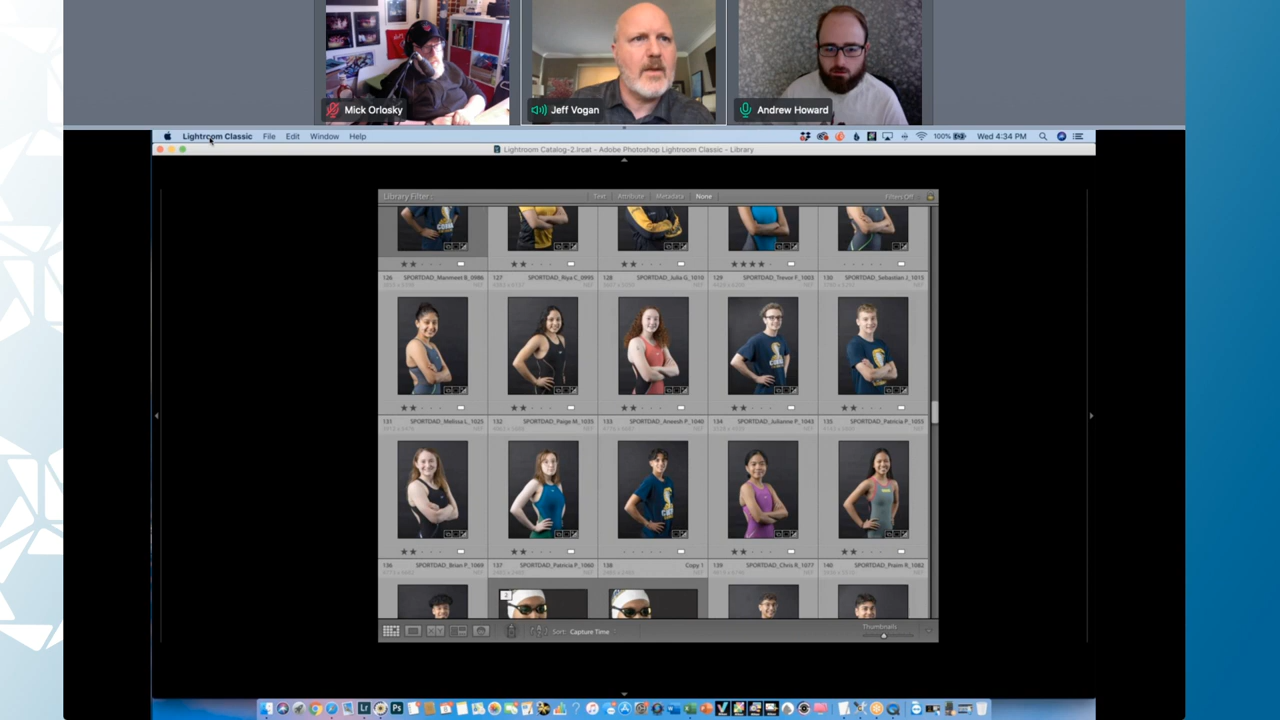 Mick Orlosky
Jeff Vogan
Andrew Howard
Lightroom Classic File Edit Window Help
100% Wed 4:34 PM
Lightroom Catalog-2.lrcat - Adobe Photoshop Lightroom Classic - Library
Library Filter : Text Attribute Metadata None Filters Off
126 SPORTDAD_Manmeet B_0986 127 SPORTDAD_Riya C_0995 128 SPORTDAD_Julia G_1010 129 SPORTDAD_Trevor F_1003 130 SPORTDAD_Sebastian J_1015
131 SPORTDAD_Melissa L_1025 132 SPORTDAD_Paige M_1035 133 SPORTDAD_Aneesh P_1040 134 SPORTDAD_Julianne P_1043 135 SPORTDAD_Patricia P_1055
136 SPORTDAD_Brian P_1069 137 SPORTDAD_Patricia P_1060 138 Copy 1 139 SPORTDAD_Chris R_1077 140 SPORTDAD_Praim R_1082
Sort: Capture Time Thumbnails
Lr Ps